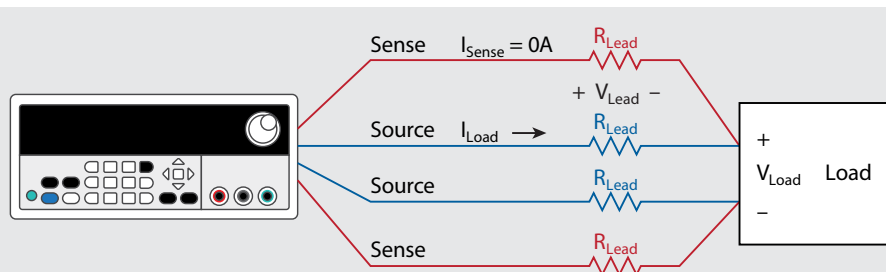 Sense I_Sense = 0A R_Lead
+ V_Lead –
Source I_Load → R_Lead
+
Source R_Lead
V_Load Load
–
Sense R_Lead